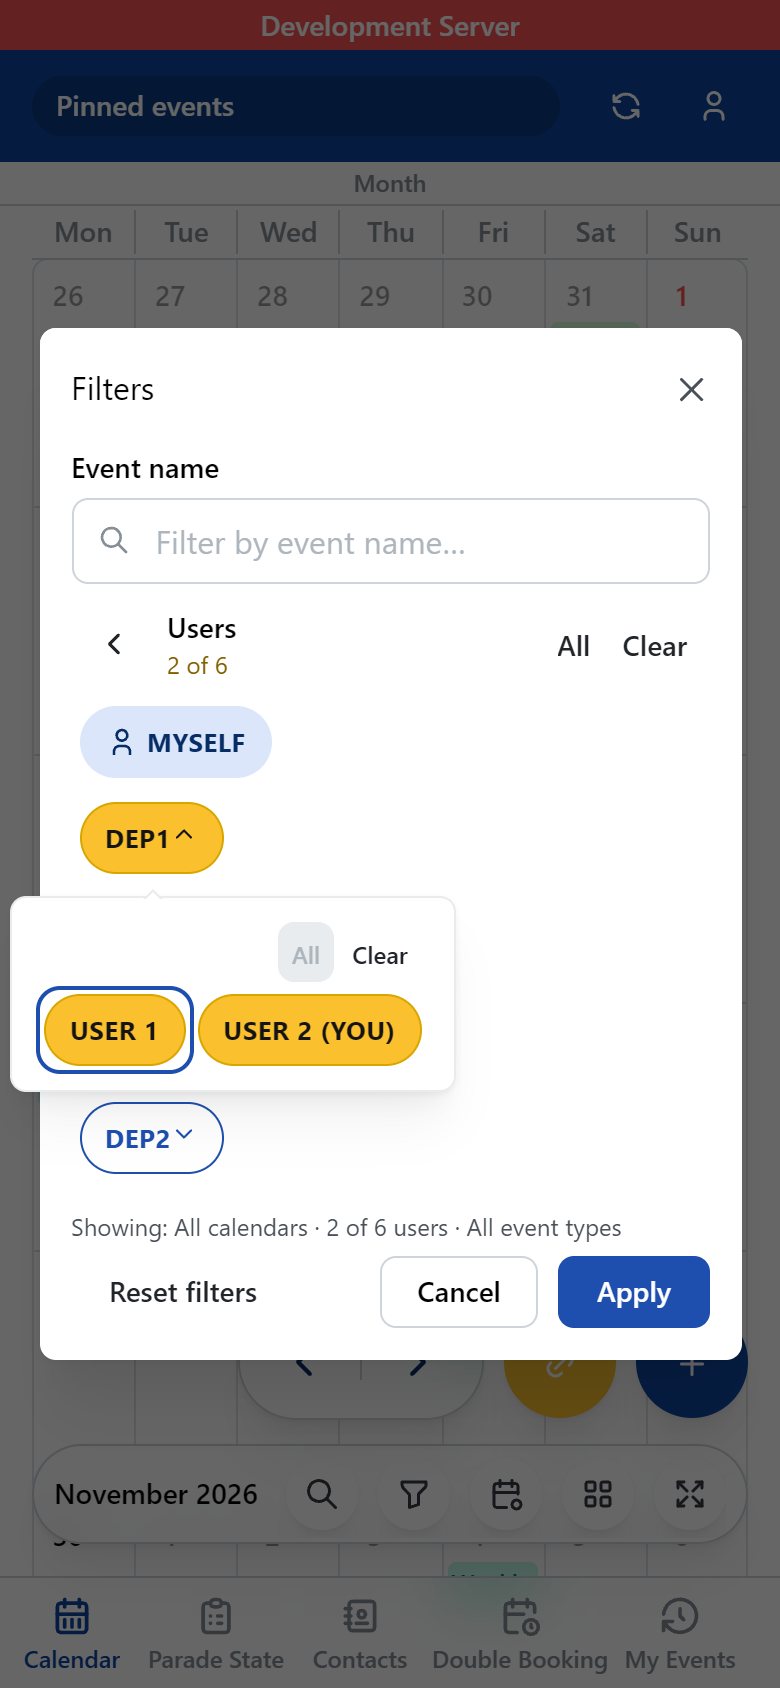 Development Server
Pinned events
Month
Mon Tue Wed Thu Fri Sat Sun
26 27 28 29 30 31 1
Filters
Event name
Filter by event name...
Users
2 of 6
All Clear
MYSELF
DEP1
All Clear
USER 1 USER 2 (YOU)
DEP2
Showing: All calendars · 2 of 6 users · All event types
Reset filters Cancel Apply
November 2026
Calendar Parade State Contacts Double Booking My Events